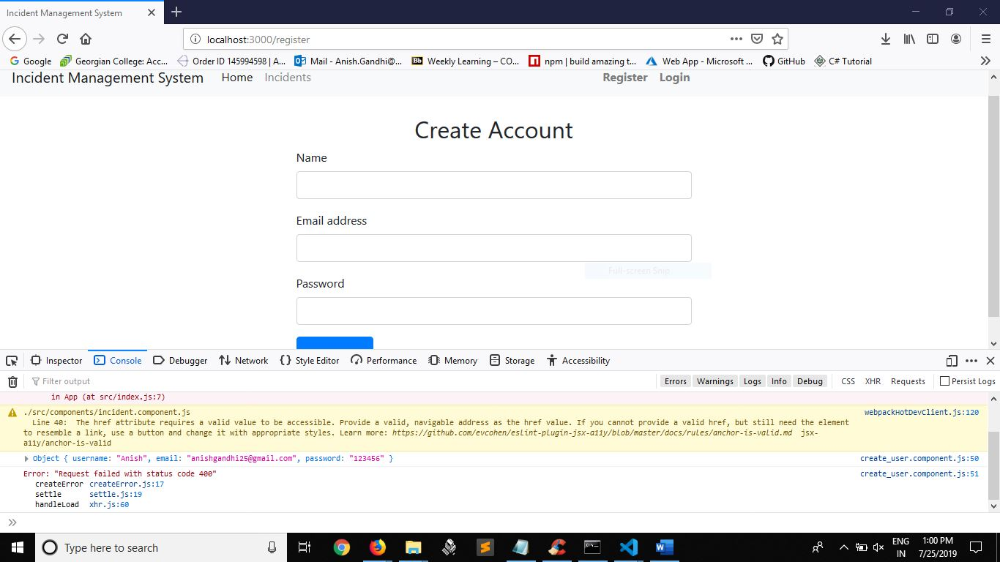 Incident Management System
localhost:3000/register
Google Georgian College: Acc... Order ID 145994598 | A... Mail - Anish.Gandhi@... Bb Weekly Learning – CO... npm | build amazing t... Web App - Microsoft ... GitHub C# Tutorial
Incident Management System Home Incidents Register Login
Create Account
Name
Email address
Full-screen Snip
Password
Inspector Console Debugger Network Style Editor Performance Memory Storage Accessibility
Filter output Errors Warnings Logs Info Debug CSS XHR Requests Persist Logs
in App (at src/index.js:7)
./src/components/incident.component.js webpackHotDevClient.js:120
Line 40: The href attribute requires a valid value to be accessible. Provide a valid, navigable address as the href value. If you cannot provide a valid href, but still need the element
to resemble a link, use a button and change it with appropriate styles. Learn more: https://github.com/evcohen/eslint-plugin-jsx-a11y/blob/master/docs/rules/anchor-is-valid.md jsx-
a11y/anchor-is-valid
Object { username: "Anish", email: "anishgandhi25@gmail.com", password: "123456" } create_user.component.js:50
Error: "Request failed with status code 400" create_user.component.js:51
createError createError.js:17
settle settle.js:19
handleLoad xhr.js:60
Type here to search
ENG 1:00 PM
IN 7/25/2019